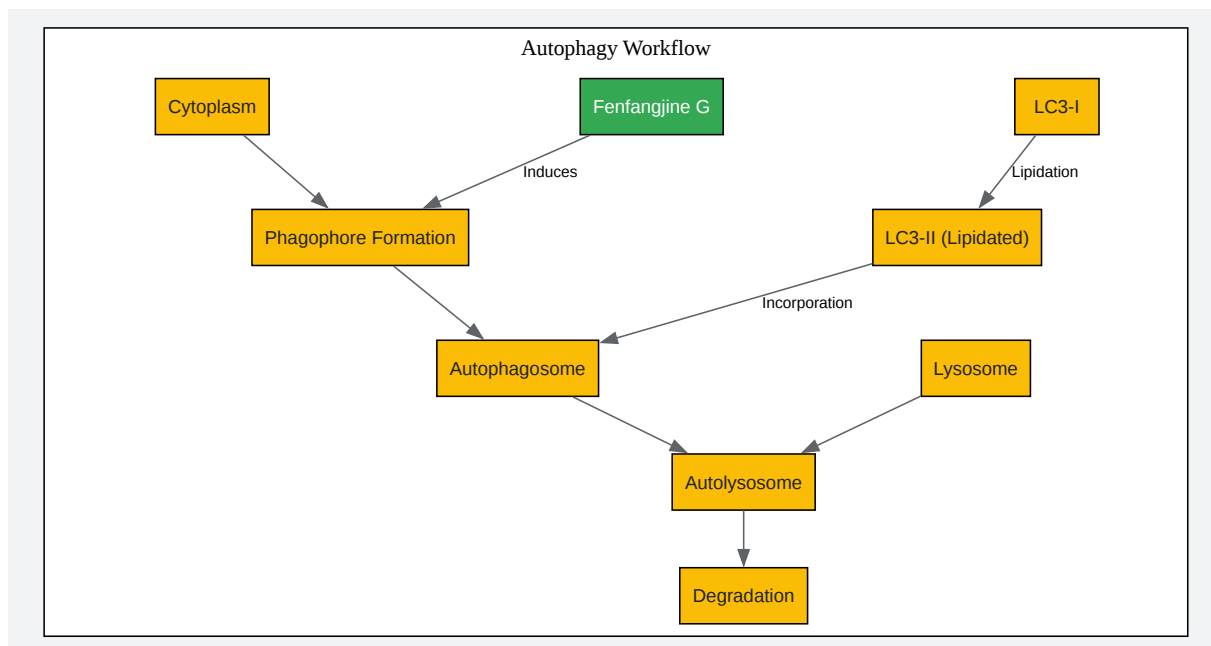 Autophagy Workflow
Cytoplasm
Fenfangjine G
LC3-I
Induces
Lipidation
Phagophore Formation
LC3-II (Lipidated)
Incorporation
Autophagosome
Lysosome
Autolysosome
Degradation